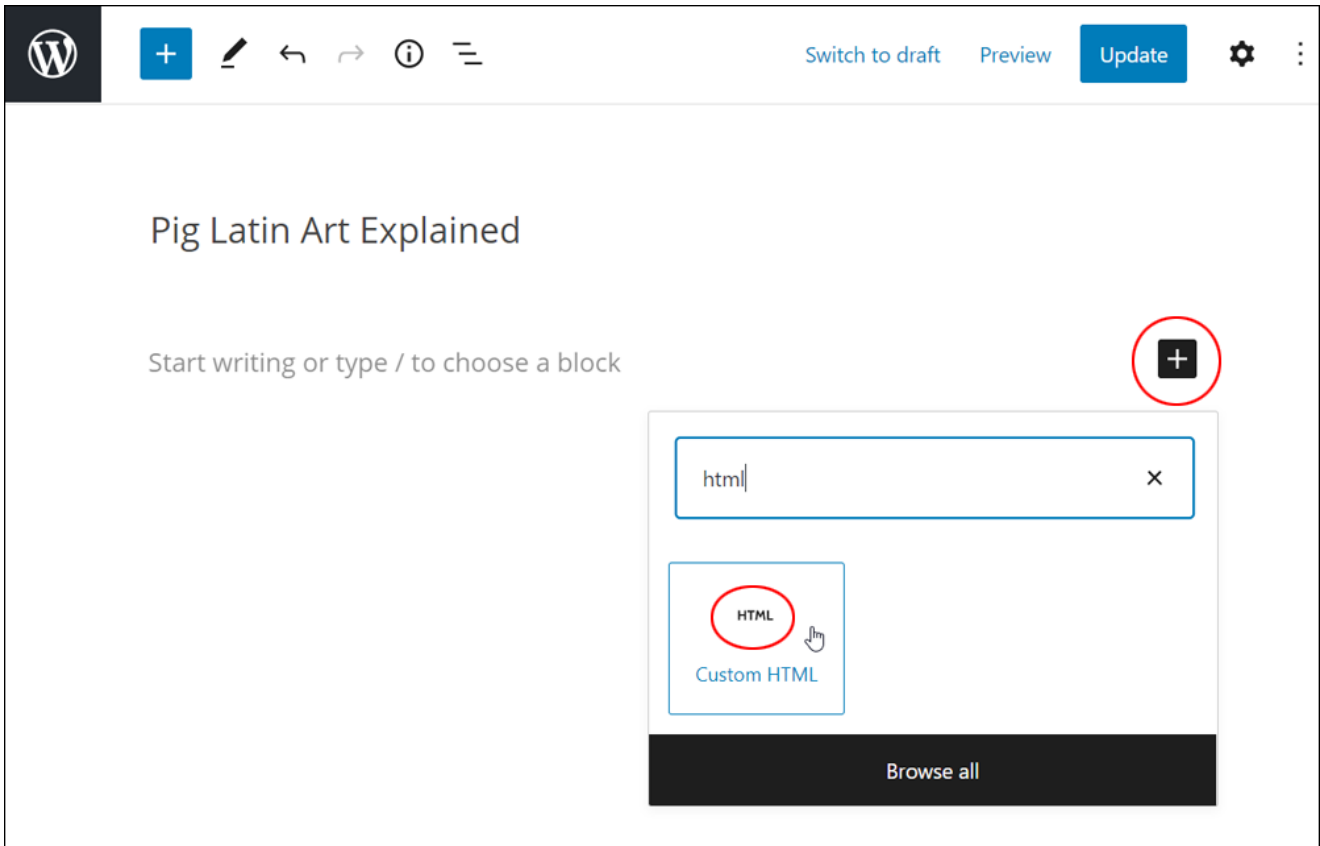 Switch to draft Preview Update
Pig Latin Art Explained
Start writing or type / to choose a block
html
HTML
Custom HTML
Browse all